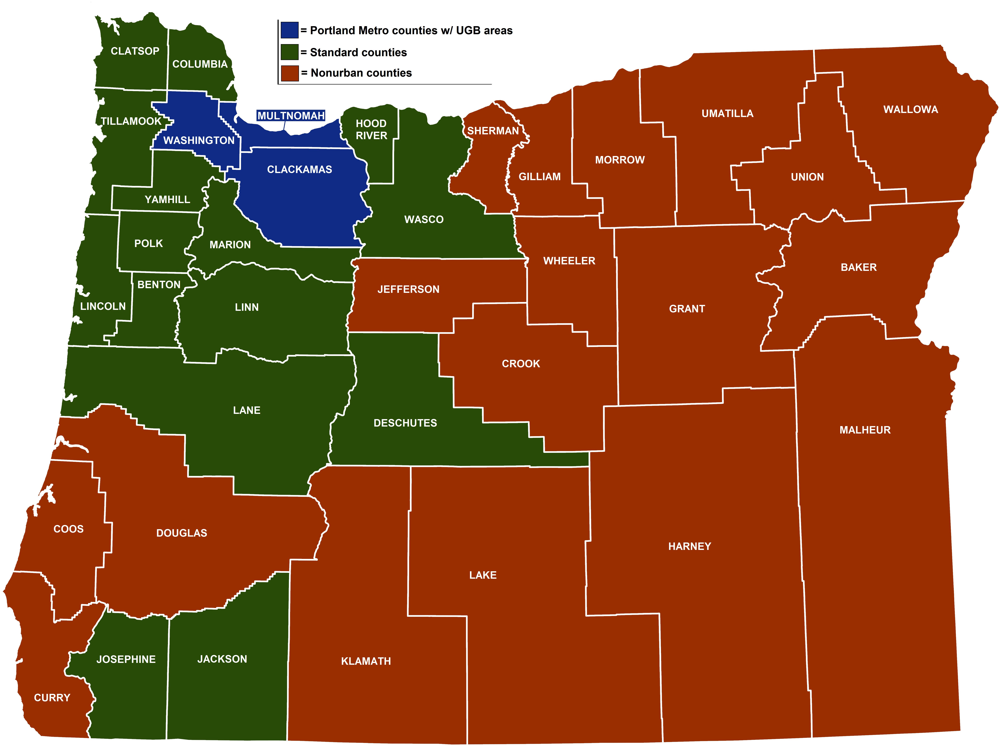 = Portland Metro counties w/ UGB areas
= Standard counties
= Nonurban counties
CLATSOP
COLUMBIA
TILLAMOOK
WASHINGTON
MULTNOMAH
HOOD
RIVER
SHERMAN
UMATILLA
WALLOWA
CLACKAMAS
GILLIAM
MORROW
UNION
YAMHILL
WASCO
POLK
MARION
WHEELER
BAKER
BENTON
JEFFERSON
LINCOLN
LINN
GRANT
CROOK
LANE
DESCHUTES
MALHEUR
COOS
DOUGLAS
HARNEY
LAKE
JOSEPHINE
JACKSON
KLAMATH
CURRY